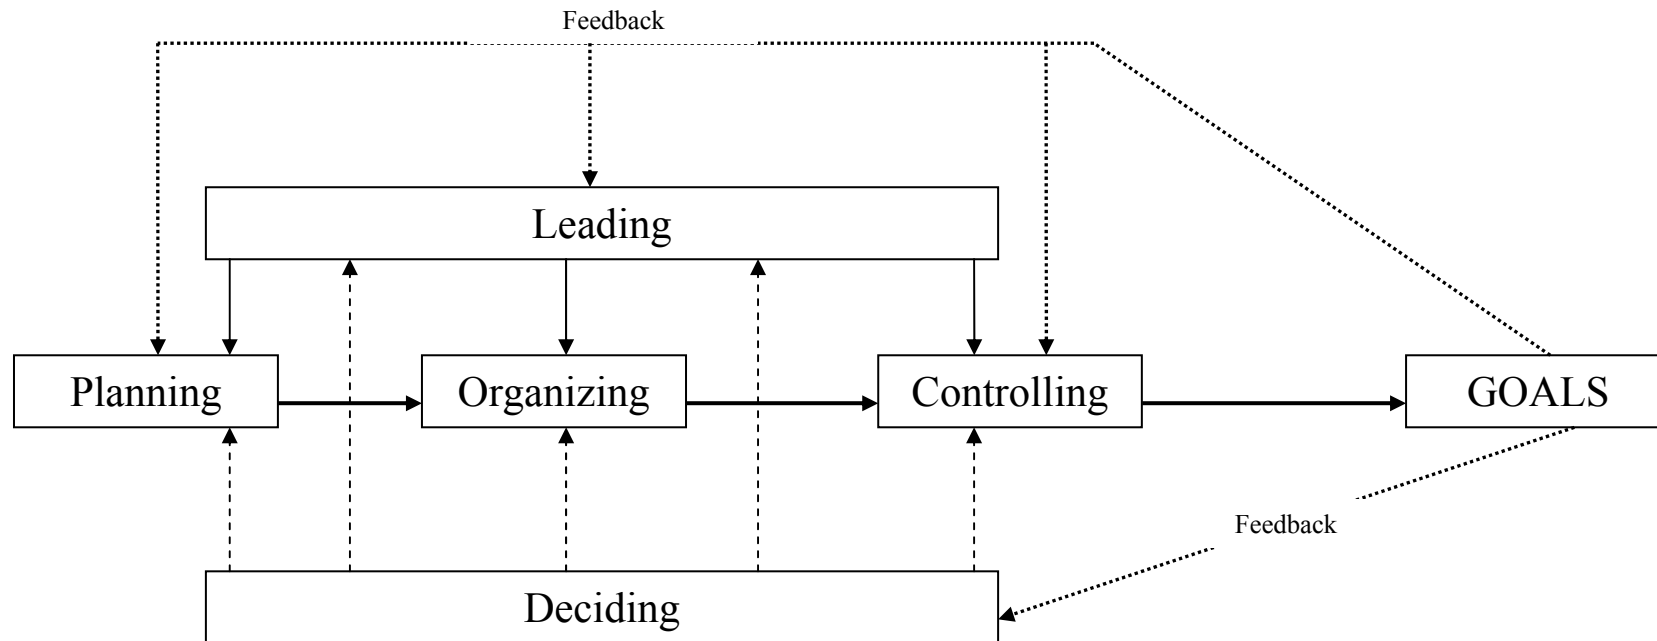 Feedback
Leading
Planning
Organizing
Controlling
GOALS
Feedback
Deciding